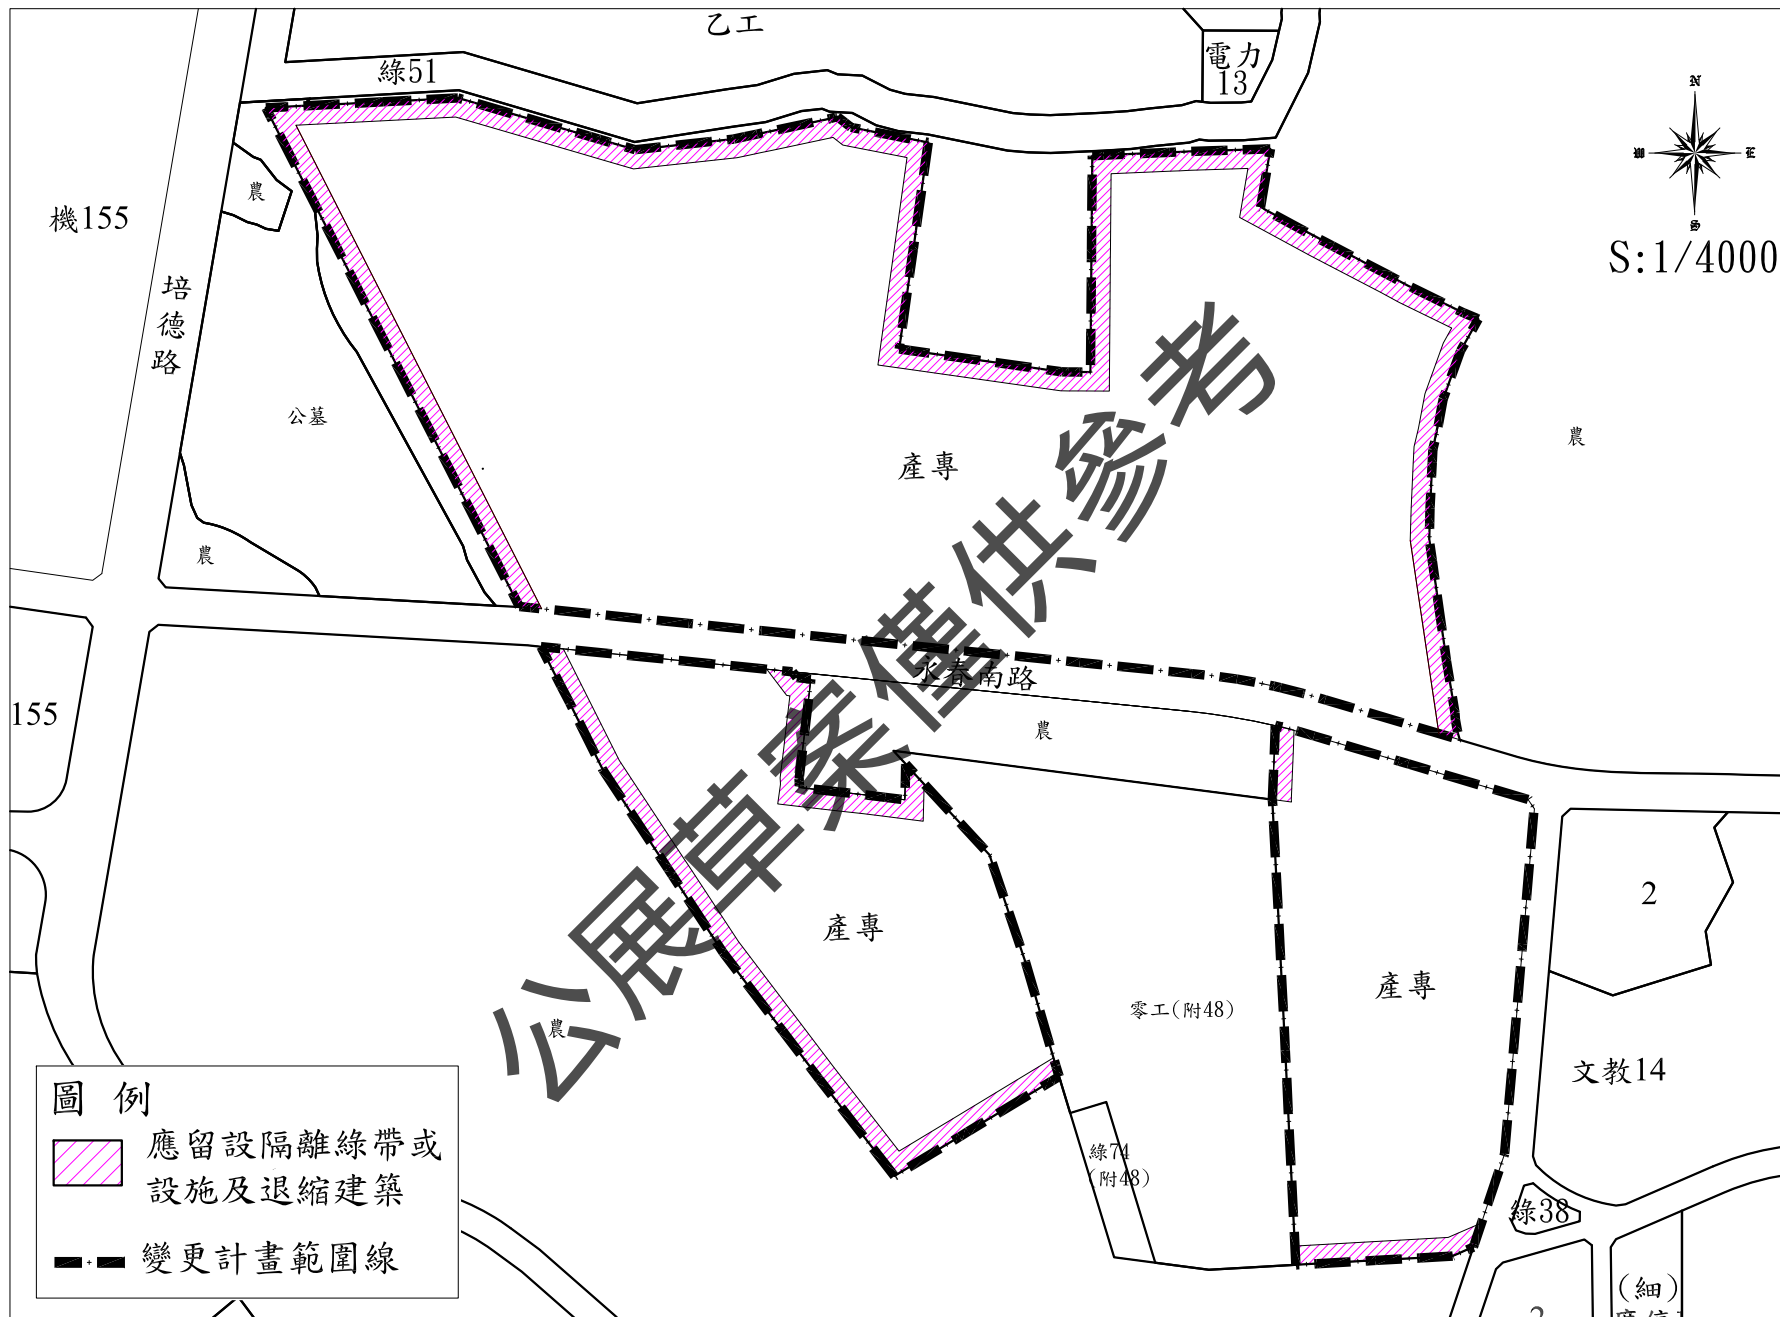 乙工
綠51
電力
13
N
W
E
S
S:1/4000
機155
農
培德路
公墓
農
產專
農
永春南路
農
155
產專
2
產專
零工(附48)
文教14
農
綠74
(附48)
綠38
(細)
圖 例
應留設隔離綠帶或
設施及退縮建築
變更計畫範圍線
公展草案僅供參考